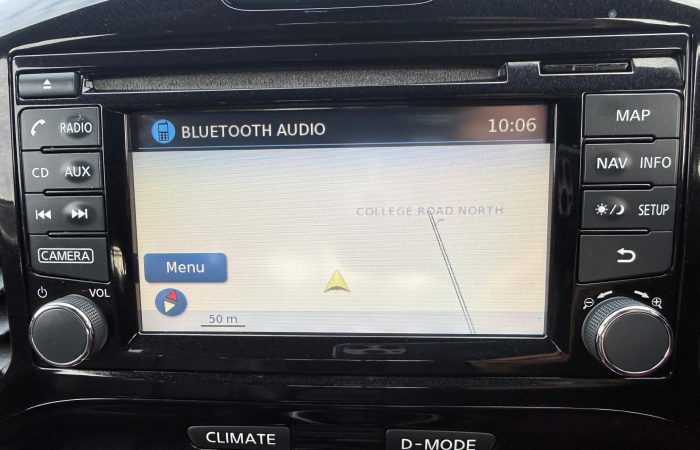 RADIO
CD AUX
CAMERA
VOL
BLUETOOTH AUDIO 10:06
COLLEGE ROAD NORTH
Menu
50 m
MAP
NAV INFO
SETUP
CLIMATE
D-MODE